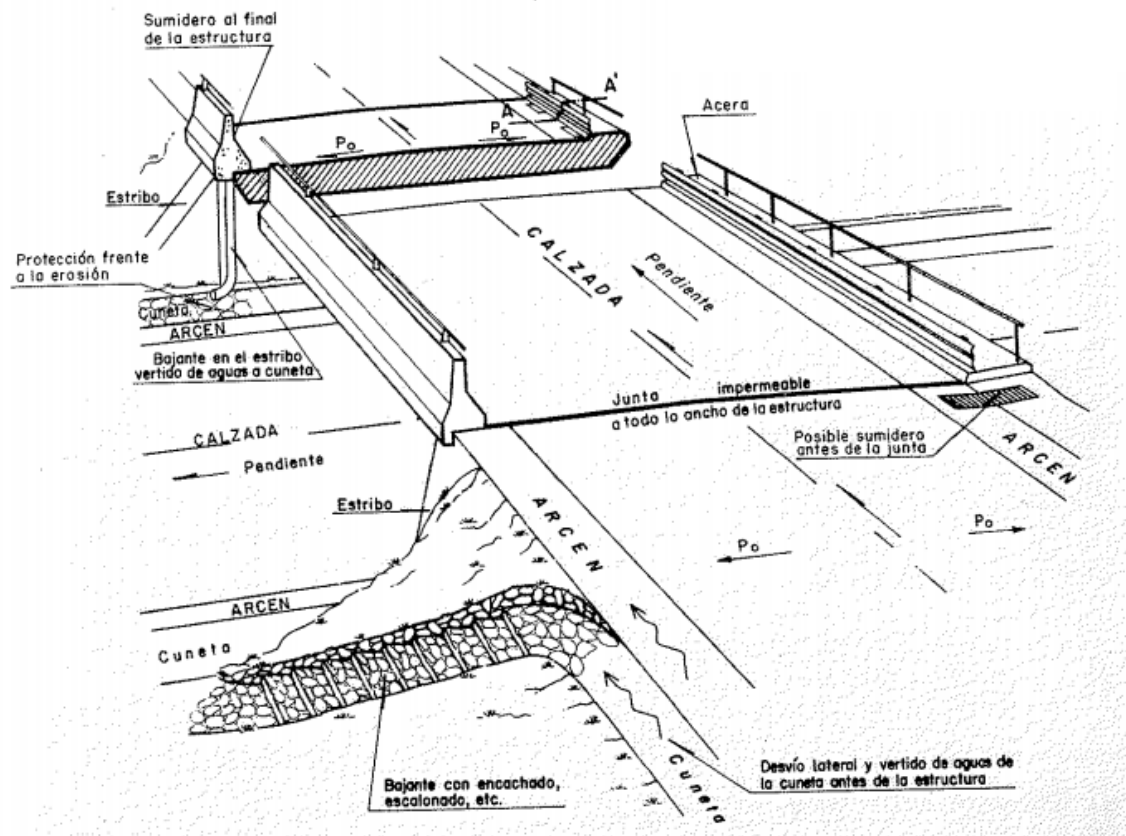 Sumidero al final
de la estructura
A'
A
Acera
Po
Po
Estribo
CALZADA
Pendiente
Protección frente
a la erosión
Cuneta
ARCEN
Bajante en el estribo
vertido de aguas a cuneta
Junta impermeable
a todo lo ancho de la estructura
CALZADA
Pendiente
Posible sumidero
antes de la junta
ARCEN
Estribo
ARCEN
Po
Po
ARCEN
Cuneta
Bajante con encachado,
escalonado, etc.
Cuneta
Desvío lateral y vertido de aguas de
la cuneta antes de la estructura